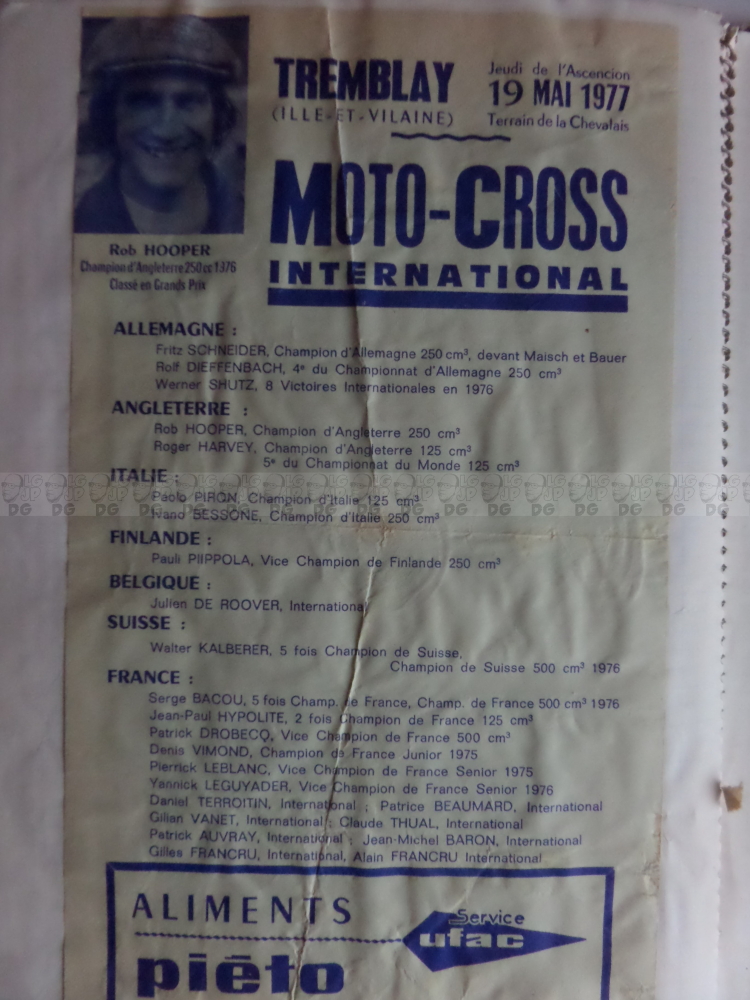 TREMBLAY
(ILLE-ET-VILAINE)
Jeudi de l'Ascencion
19 MAI 1977
Terrain de la Chevalais
MOTO-CROSS
INTERNATIONAL
Rob HOOPER
Champion d'Angleterre 250 cc 1376
Classé en Grands Prix
ALLEMAGNE :
Fritz SCHNEIDER, Champion d'Allemagne 250 cm³, devant Maisch et Bauer
Rolf DIEFFENBACH, 4e du Championnat d'Allemagne 250 cm³
Werner SHUTZ, 8 Victoires Internationales en 1976
ANGLETERRE :
Rob HOOPER, Champion d'Angleterre 250 cm³
Roger HARVEY, Champion d'Angleterre 125 cm³
5e du Championnat du Monde 125 cm³
ITALIE :
Paolo PIRON, Champion d'Italie 125 cm³
Ivano BESSONE, Champion d'Italie 250 cm³
FINLANDE :
Pauli PIIPPOLA, Vice Champion de Finlande 250 cm³
BELGIQUE :
Julien DE ROOVER, International
SUISSE :
Walter KALBERER, 5 fois Champion de Suisse,
Champion de Suisse 500 cm³ 1976
FRANCE :
Serge BACOU, 5 fois Champ. de France, Champ. de France 500 cm³ 1976
Jean-Paul HYPOLITE, 2 fois Champion de France 125 cm³
Patrick DROBECQ, Vice Champion de France 500 cm³
Denis VIMOND, Champion de France Junior 1975
Pierrick LEBLANC, Vice Champion de France Senior 1975
Yannick LEGUYADER, Vice Champion de France Senior 1976
Daniel TERROITIN, International ; Patrice BEAUMARD, International
Gilian VANET, International ; Claude THUAL, International
Patrick AUVRAY, International ; Jean-Michel BARON, International
Gilles FRANCRU, International, Alain FRANCRU International
ALIMENTS
Service
ufac
piéto